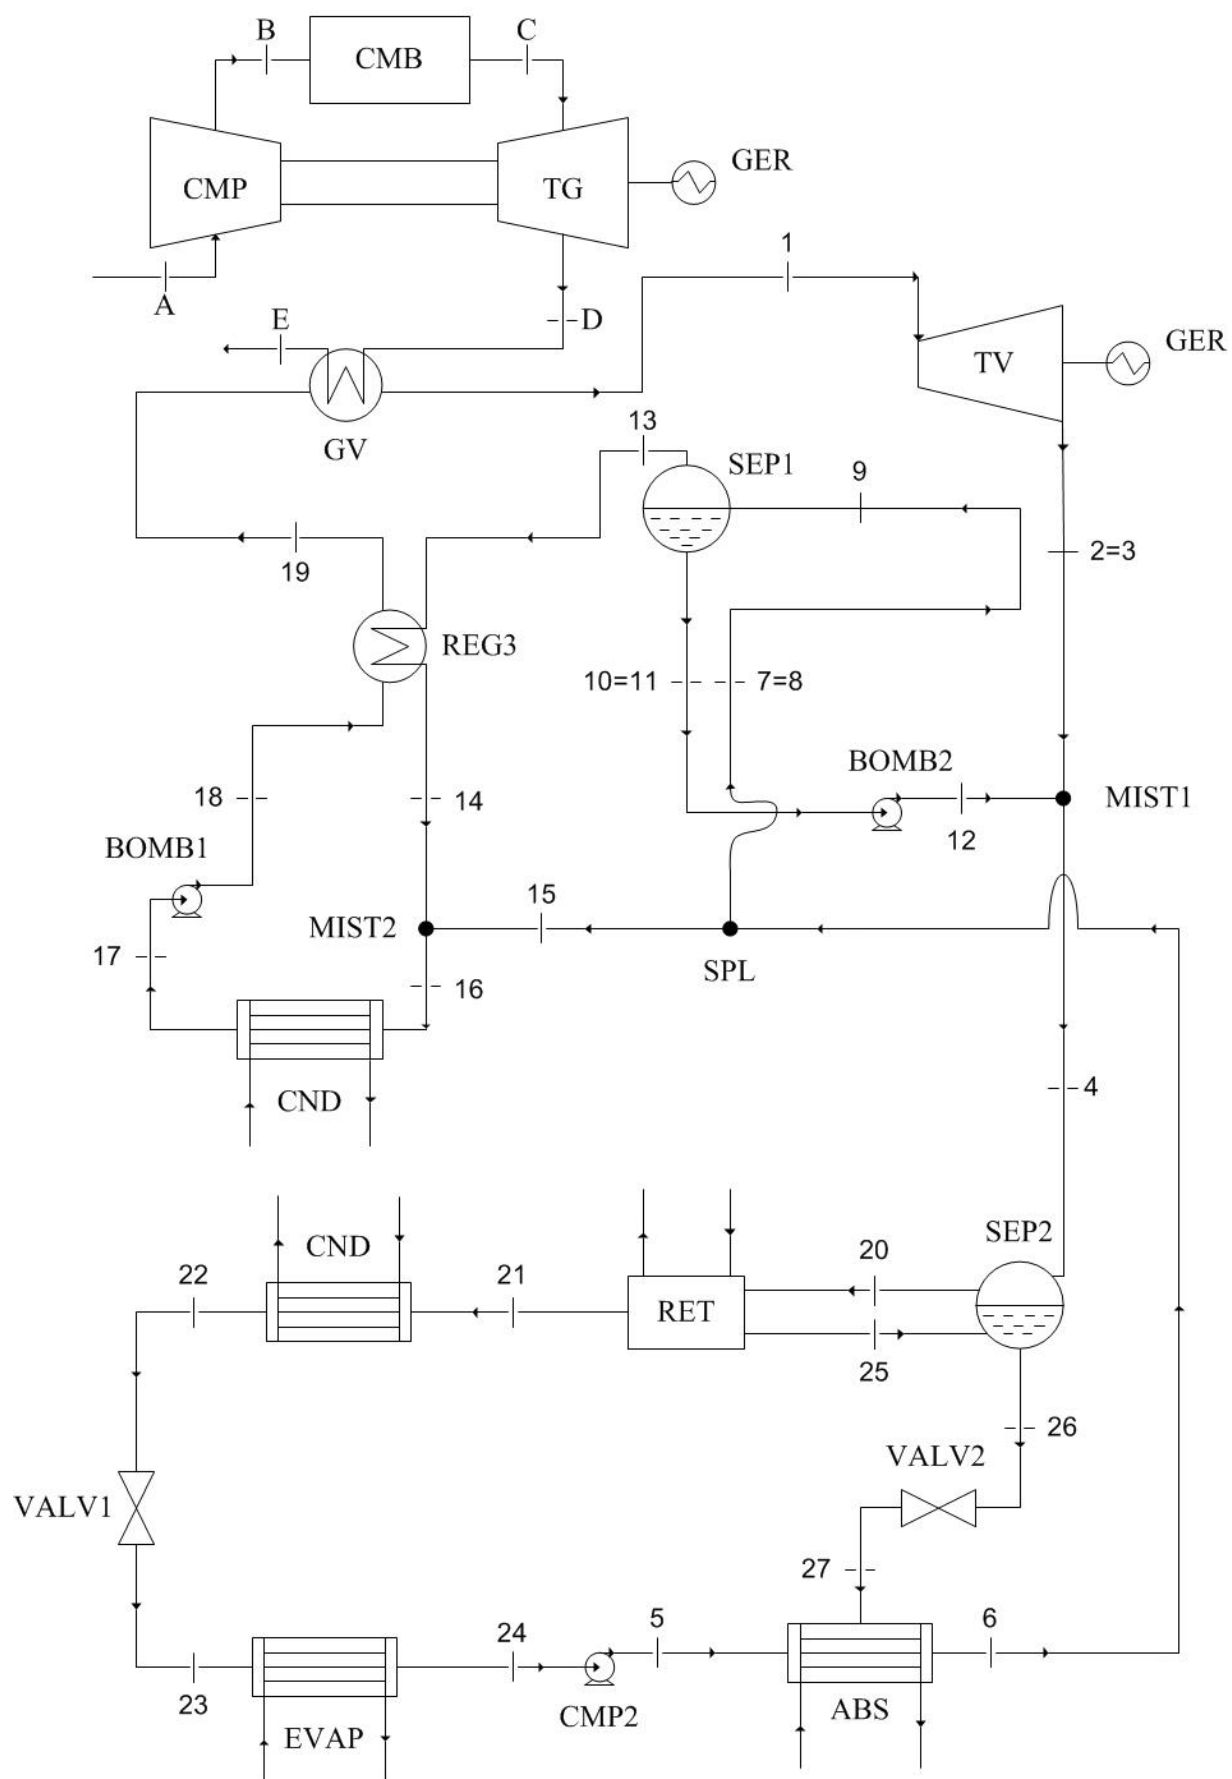 B
C
CMB
GER
CMP
TG
1
A
E
D
GER
TV
GV
13
SEP1
9
2=3
19
REG3
10=11
7=8
BOMB2
18
14
MIST1
12
BOMB1
15
MIST2
17
SPL
16
4
CND
SEP2
CND
20
22
21
RET
25
26
VALV2
VALV1
27
5
6
24
23
CMP2
ABS
EVAP